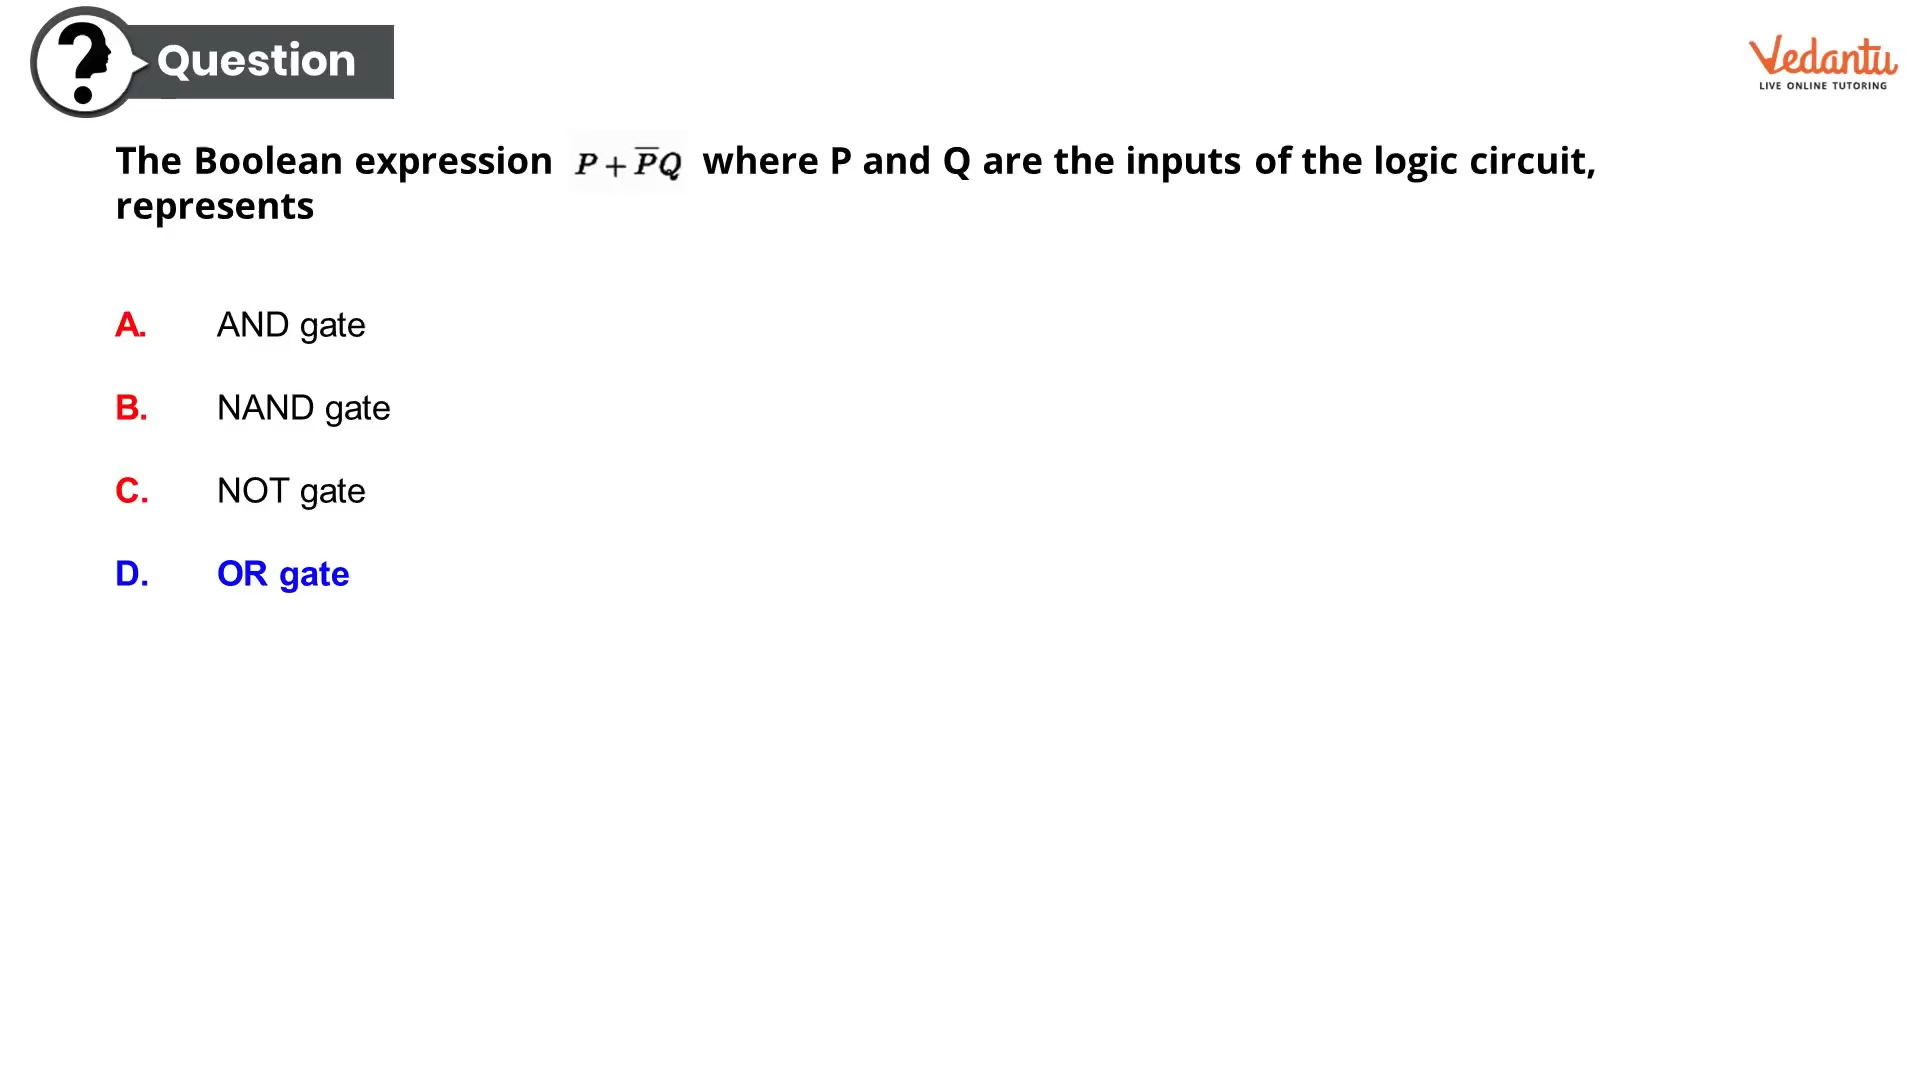 Question
Vedantu
LIVE ONLINE TUTORING
The Boolean expression P + P̅Q where P and Q are the inputs of the logic circuit,
represents
A. AND gate
B. NAND gate
C. NOT gate
D. OR gate